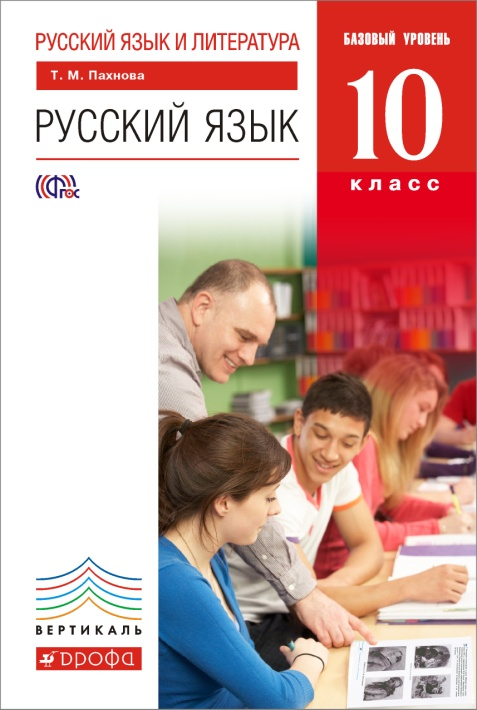 РУССКИЙ ЯЗЫК И ЛИТЕРАТУРА
Т. М. Пахнова
РУССКИЙ ЯЗЫК
БАЗОВЫЙ УРОВЕНЬ
10
класс
ФГОС
ВЕРТИКАЛЬ
ДРОФА